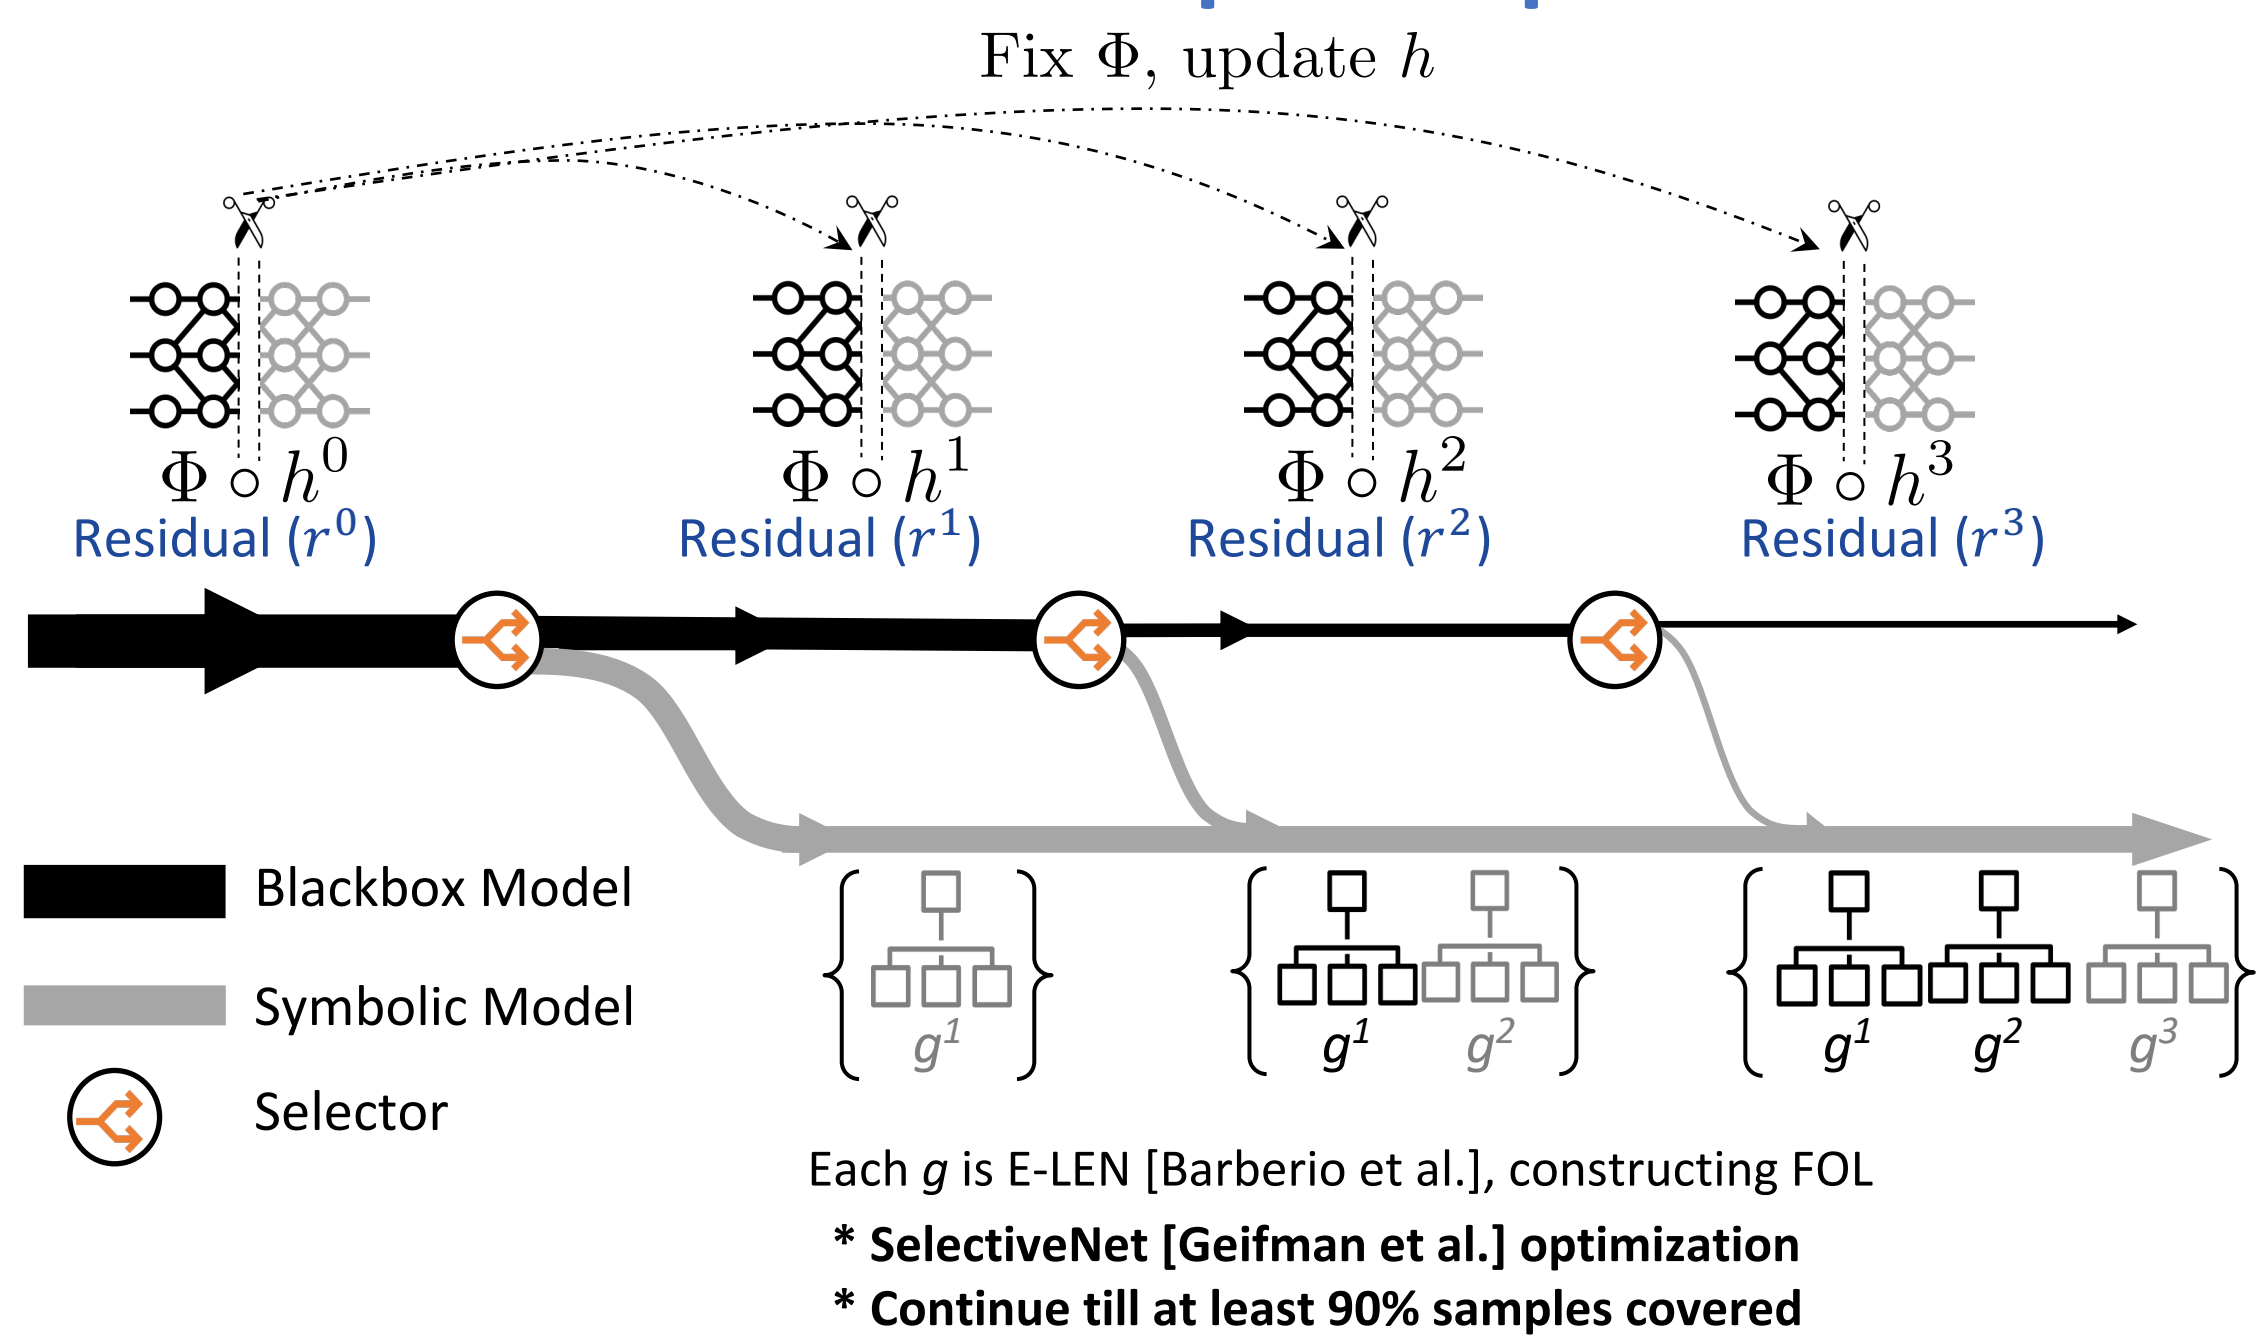 Fix Φ, update h
Φ ∘ h⁰
Φ ∘ h¹
Φ ∘ h²
Φ ∘ h³
Residual (r⁰)
Residual (r¹)
Residual (r²)
Residual (r³)
Blackbox Model
Symbolic Model
Selector
{ g¹ }
{ g¹ g² }
{ g¹ g² g³ }
Each g is E-LEN [Barberio et al.], constructing FOL
* SelectiveNet [Geifman et al.] optimization
* Continue till at least 90% samples covered